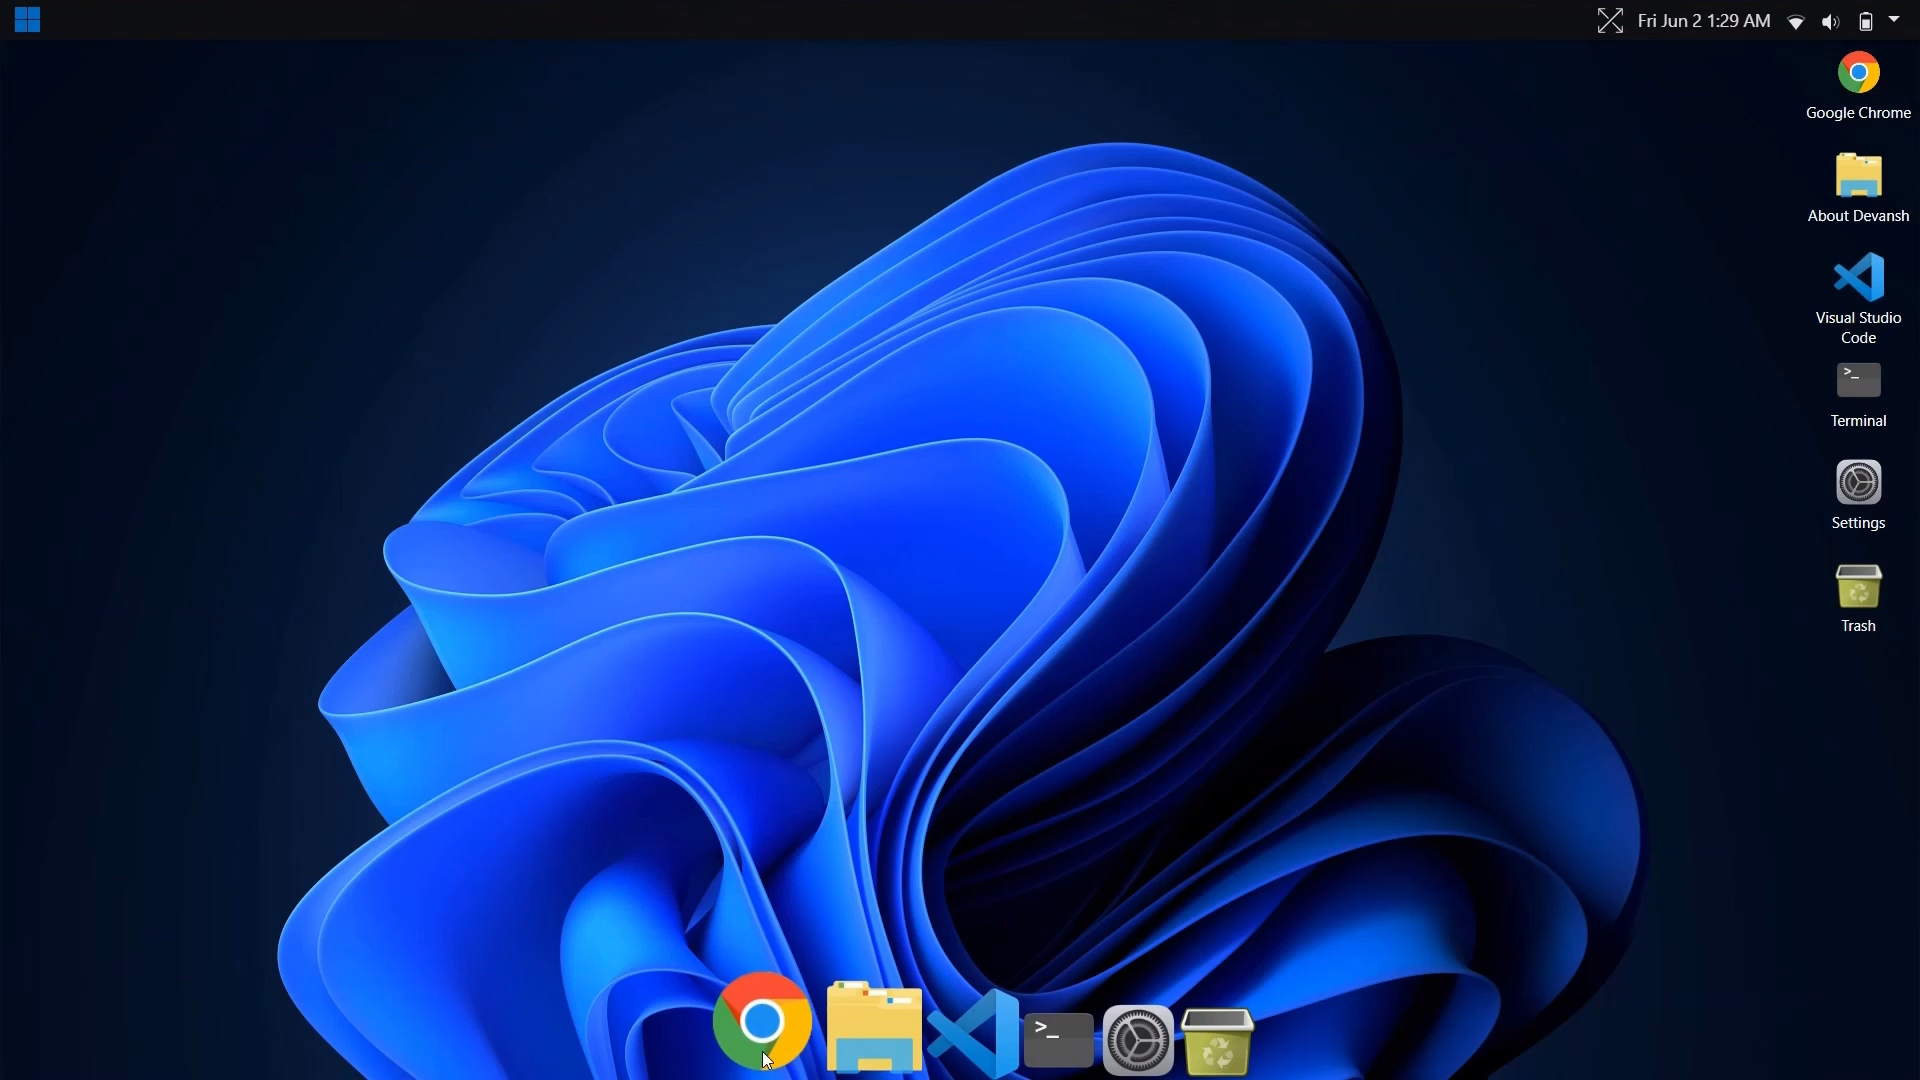 Fri Jun 2 1:29 AM
Google Chrome
About Devansh
Visual Studio
Code
>_
Terminal
Settings
Trash
>_